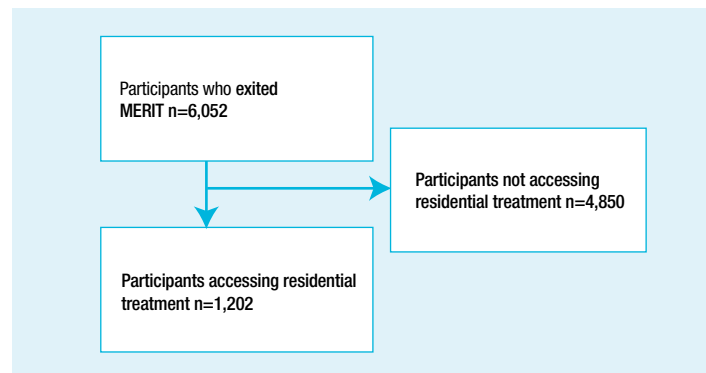 Participants who exited
MERIT n=6,052
Participants not accessing
residential treatment n=4,850
Participants accessing residential
treatment n=1,202